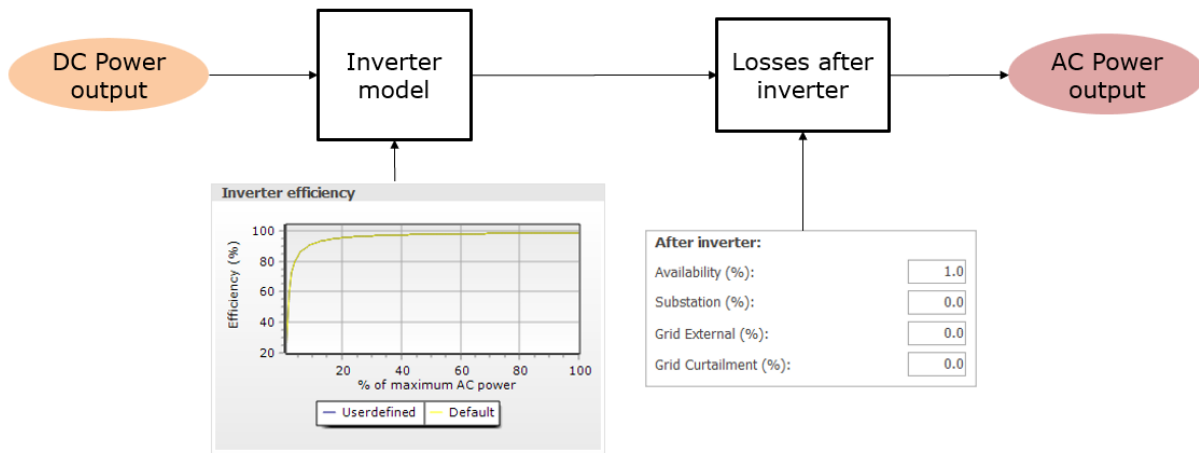 DC Power
output
Inverter
model
Losses after
inverter
AC Power
output
Inverter efficiency
Efficiency (%)
100
80
60
40
20
20 40 60 80 100
% of maximum AC power
Userdefined Default
After inverter:
Availability (%): 1.0
Substation (%): 0.0
Grid External (%): 0.0
Grid Curtailment (%): 0.0